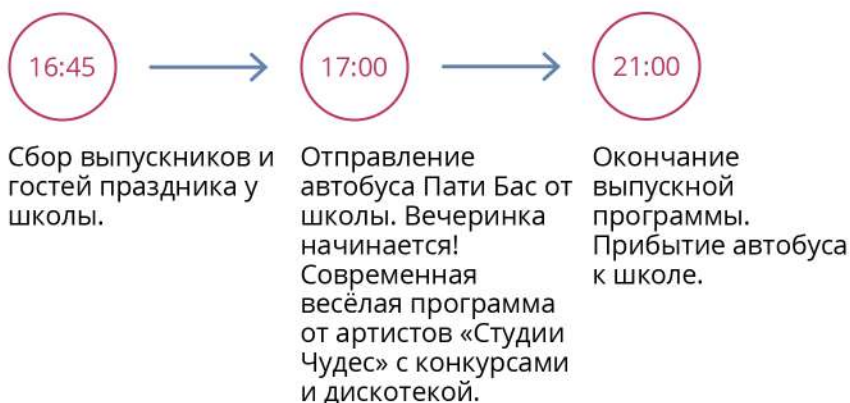 16:45
17:00
21:00
Сбор выпускников и
гостей праздника у
школы.
Отправление
автобуса Пати Бас от
школы. Вечеринка
начинается!
Современная
весёлая программа
от артистов «Студии
Чудес» с конкурсами
и дискотекой.
Окончание
выпускной
программы.
Прибытие автобуса
к школе.